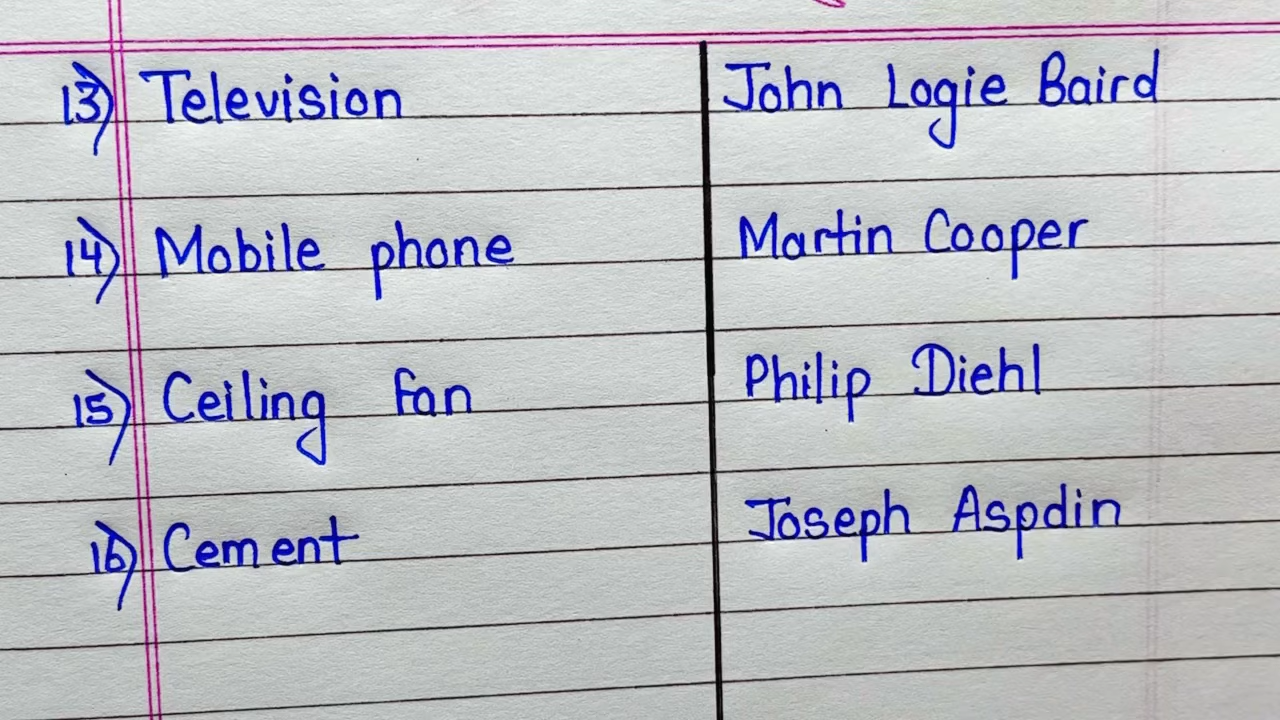 13) Television John Logie Baird
14) Mobile phone Martin Cooper
15) Ceiling fan Philip Diehl
16) Cement Joseph Aspdin